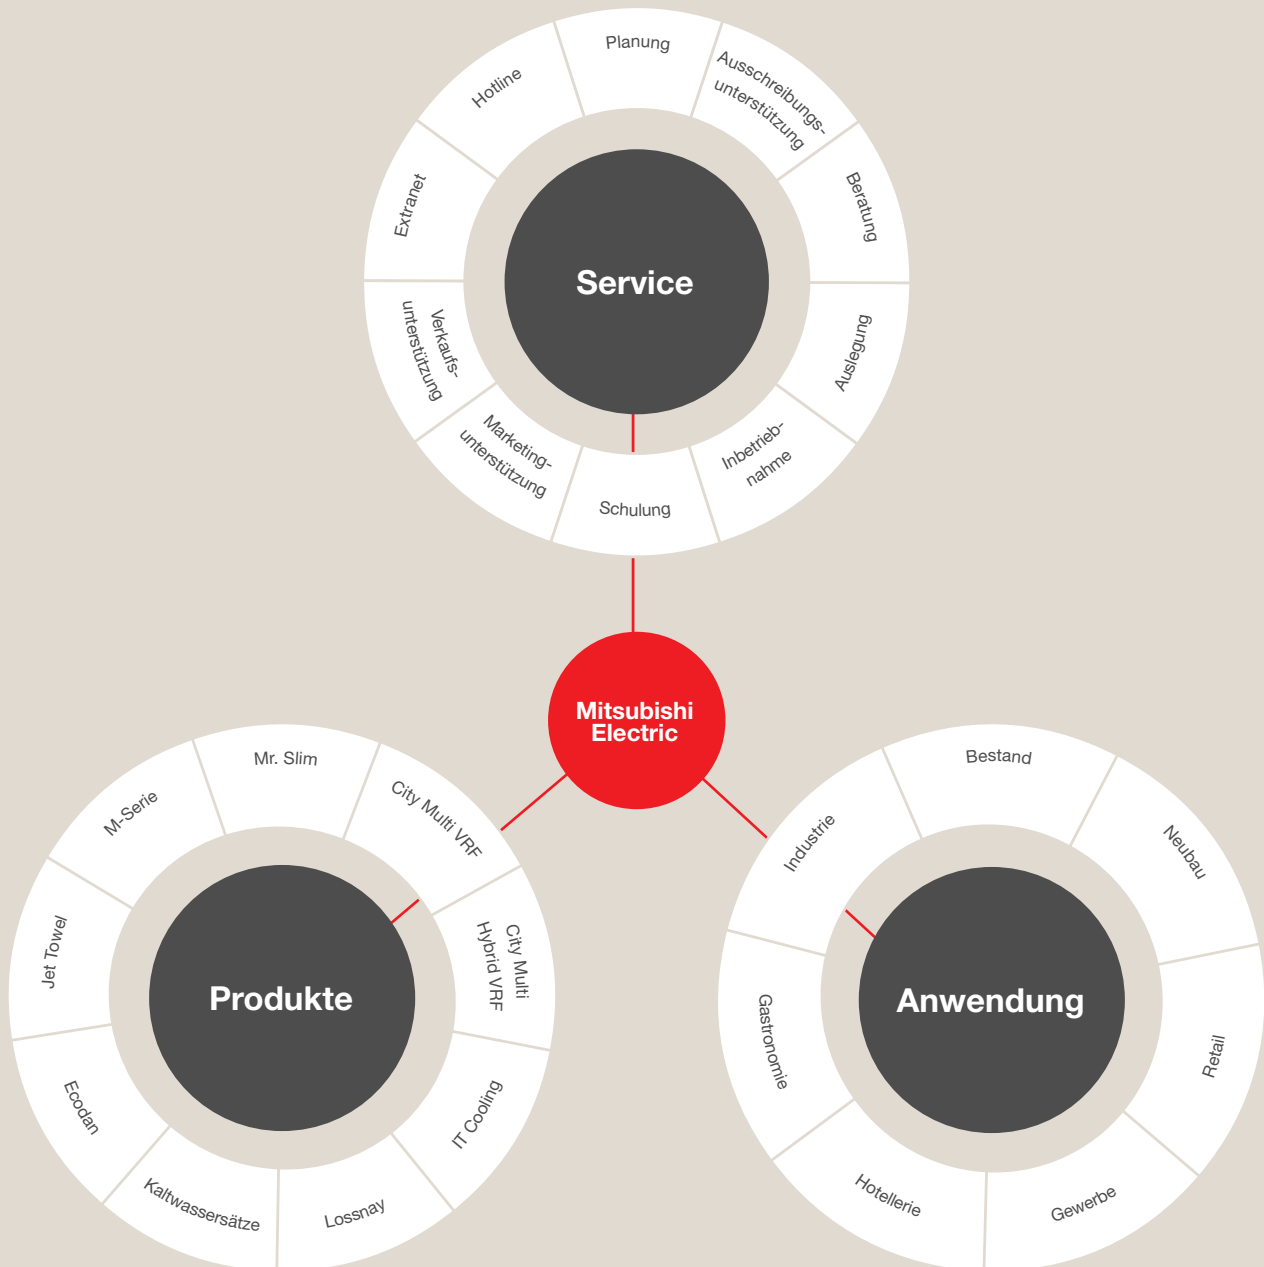 Planung
Ausschreibungs-
unterstützung
Beratung
Auslegung
Inbetrieb-
nahme
Schulung
Marketing-
unterstützung
Verkaufs-
unterstützung
Extranet
Hotline
Service
Mitsubishi
Electric
Mr. Slim
City Multi VRF
City Multi
Hybrid VRF
IT Cooling
Lossnay
Kaltwassersätze
Ecodan
Jet Towel
M-Serie
Produkte
Bestand
Neubau
Retail
Gewerbe
Hotellerie
Gastronomie
Industrie
Anwendung